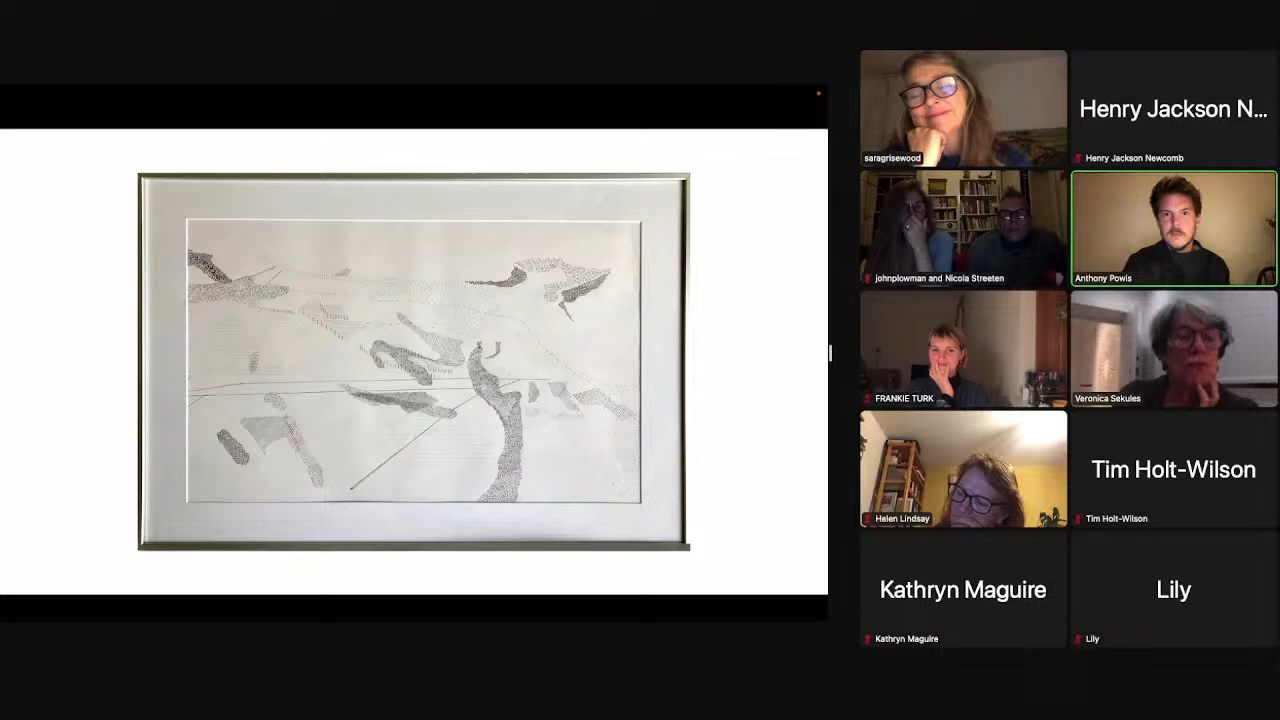 saragrisewood
Henry Jackson N...
Henry Jackson Newcomb
johnplowman and Nicola Streeten
Anthony Powis
FRANKIE TURK
Veronica Sekules
Helen Lindsay
Tim Holt-Wilson
Tim Holt-Wilson
Kathryn Maguire
Kathryn Maguire
Lily
Lily